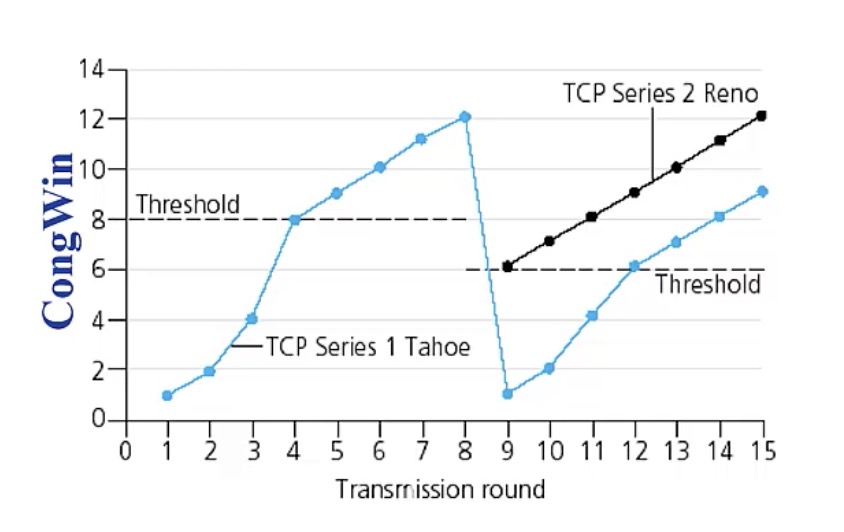 14
TCP Series 2 Reno
12
10
Threshold
8
6
Threshold
4
TCP Series 1 Tahoe
2
0
CongWin
0 1 2 3 4 5 6 7 8 9 10 11 12 13 14 15
Transmission round